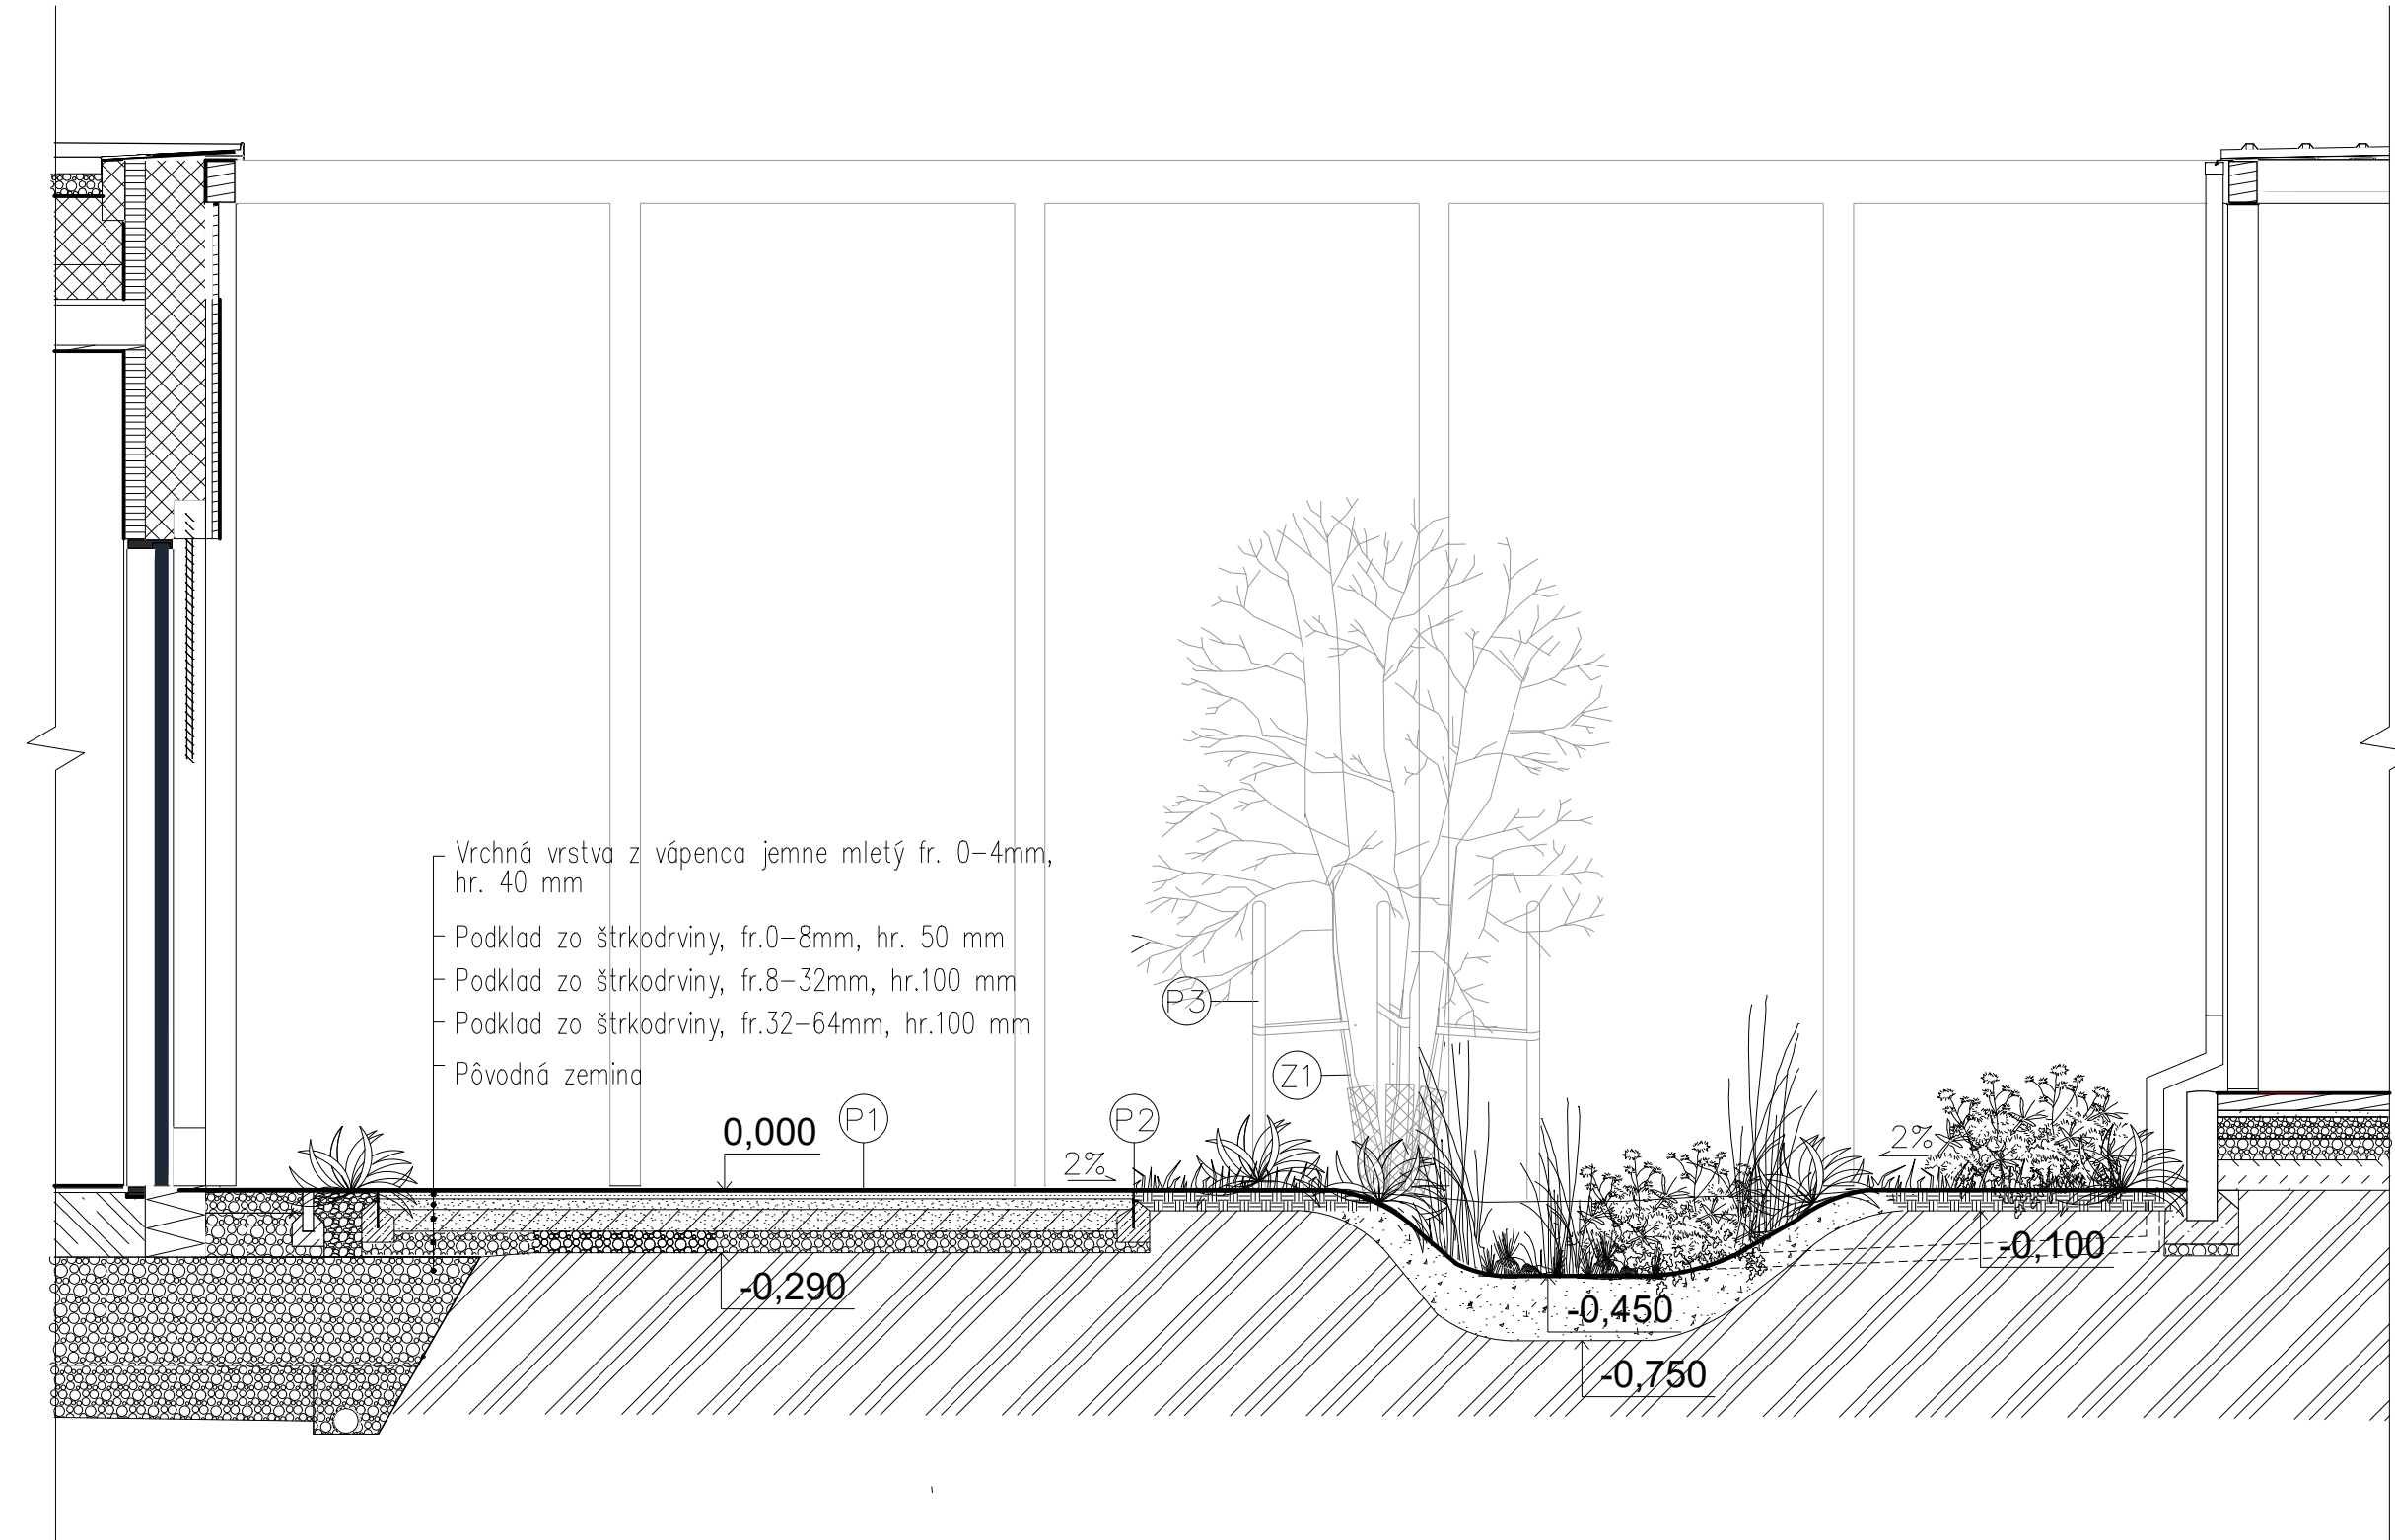 Vrchná vrstva z vápenca jemne mletý fr. 0-4mm,
hr. 40 mm
Podklad zo štrkodrviny, fr.0-8mm, hr. 50 mm
Podklad zo štrkodrviny, fr.8-32mm, hr.100 mm
Podklad zo štrkodrviny, fr.32-64mm, hr.100 mm
Pôvodná zemina
P3
Z1
0,000
P1
P2
2%
2%
-0,100
-0,290
-0,450
-0,750